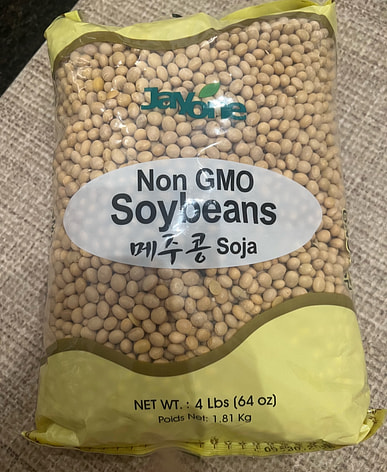 Jayone
Non GMO
Soybeans
메주콩 Soja
NET WT. : 4 Lbs (64 oz)
Poids Net: 1.81 Kg